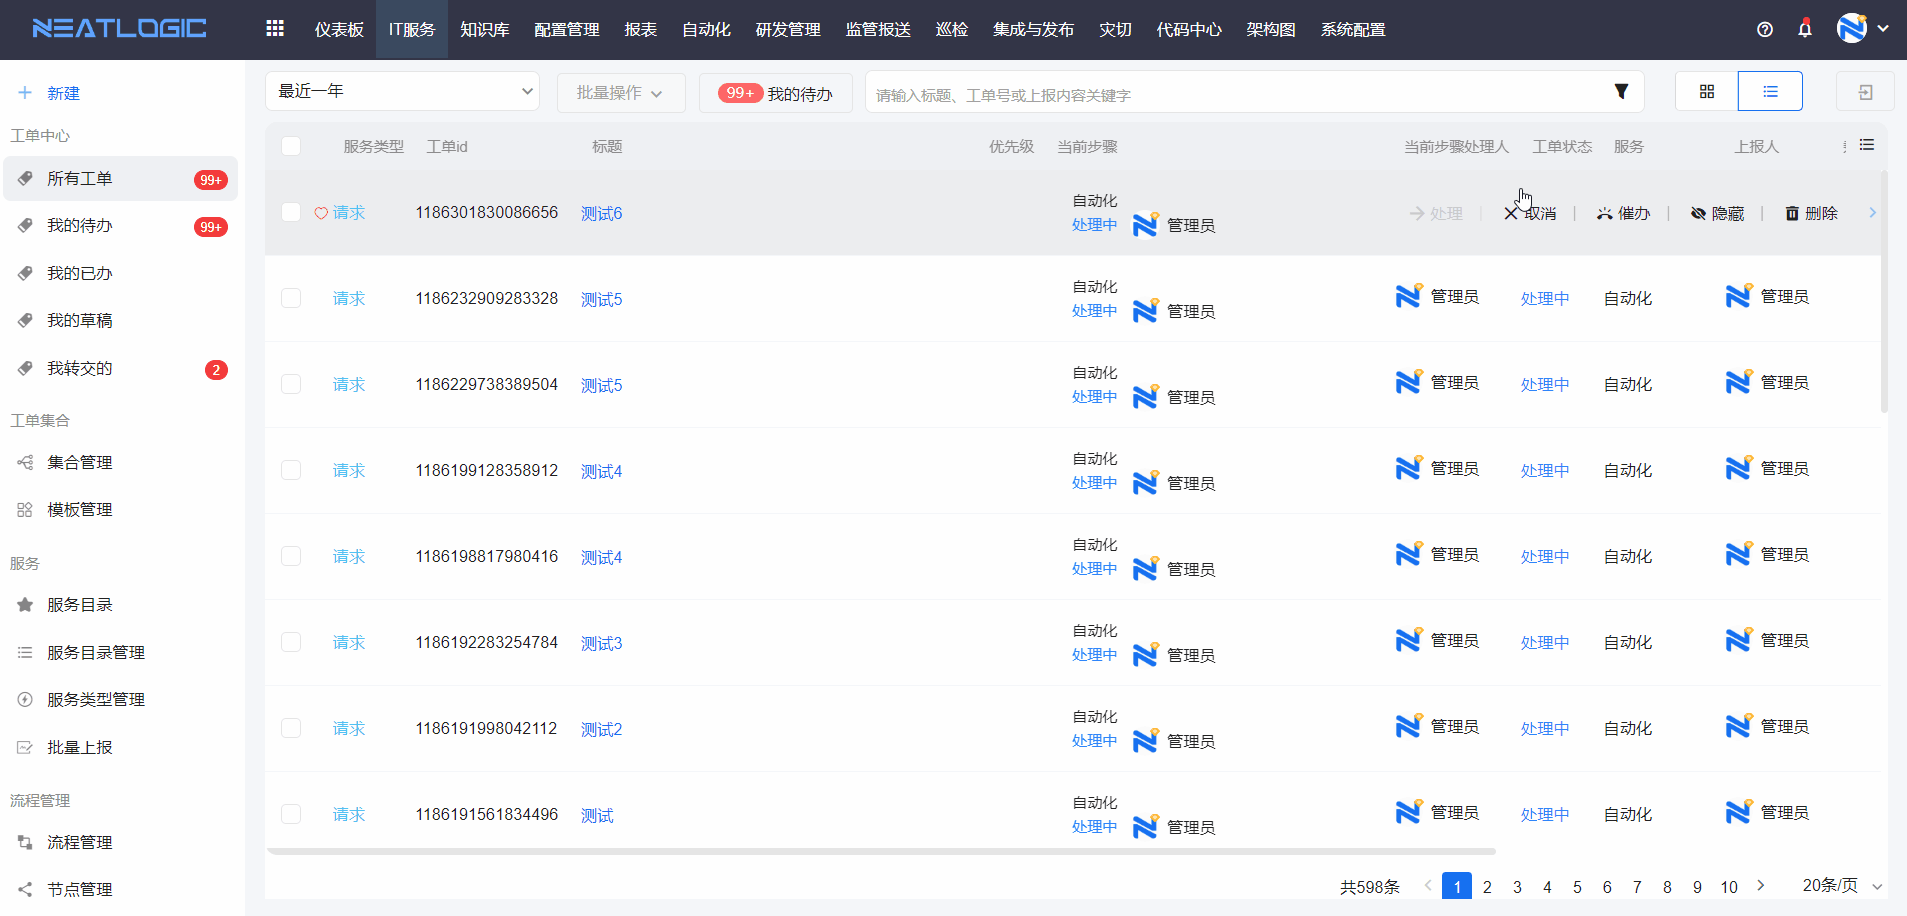 NEATLOGIC 仪表板 IT服务 知识库 配置管理 报表 自动化 研发管理 监管报送 巡检 集成与发布 灾切 代码中心 架构图 系统配置
新建
工单中心
所有工单 99+
我的待办 99+
我的已办
我的草稿
我转交的 2
工单集合
集合管理
模板管理
服务
服务目录
服务目录管理
服务类型管理
批量上报
流程管理
流程管理
节点管理
最近一年 批量操作 99+ 我的待办 请输入标题、工单号或上报内容关键字
服务类型 工单id 标题 优先级 当前步骤 当前步骤处理人 工单状态 服务 上报人
请求 1186301830086656 测试6 自动化 处理中 管理员 处理 取消 催办 隐藏 删除
请求 1186232909283328 测试5 自动化 处理中 管理员 管理员 处理中 自动化 管理员
请求 1186229738389504 测试5 自动化 处理中 管理员 管理员 处理中 自动化 管理员
请求 1186199128358912 测试4 自动化 处理中 管理员 管理员 处理中 自动化 管理员
请求 1186198817980416 测试4 自动化 处理中 管理员 管理员 处理中 自动化 管理员
请求 1186192283254784 测试3 自动化 处理中 管理员 管理员 处理中 自动化 管理员
请求 1186191998042112 测试2 自动化 处理中 管理员 管理员 处理中 自动化 管理员
请求 1186191561834496 测试 自动化 处理中 管理员 管理员 处理中 自动化 管理员
共598条 1 2 3 4 5 6 7 8 9 10 20条/页